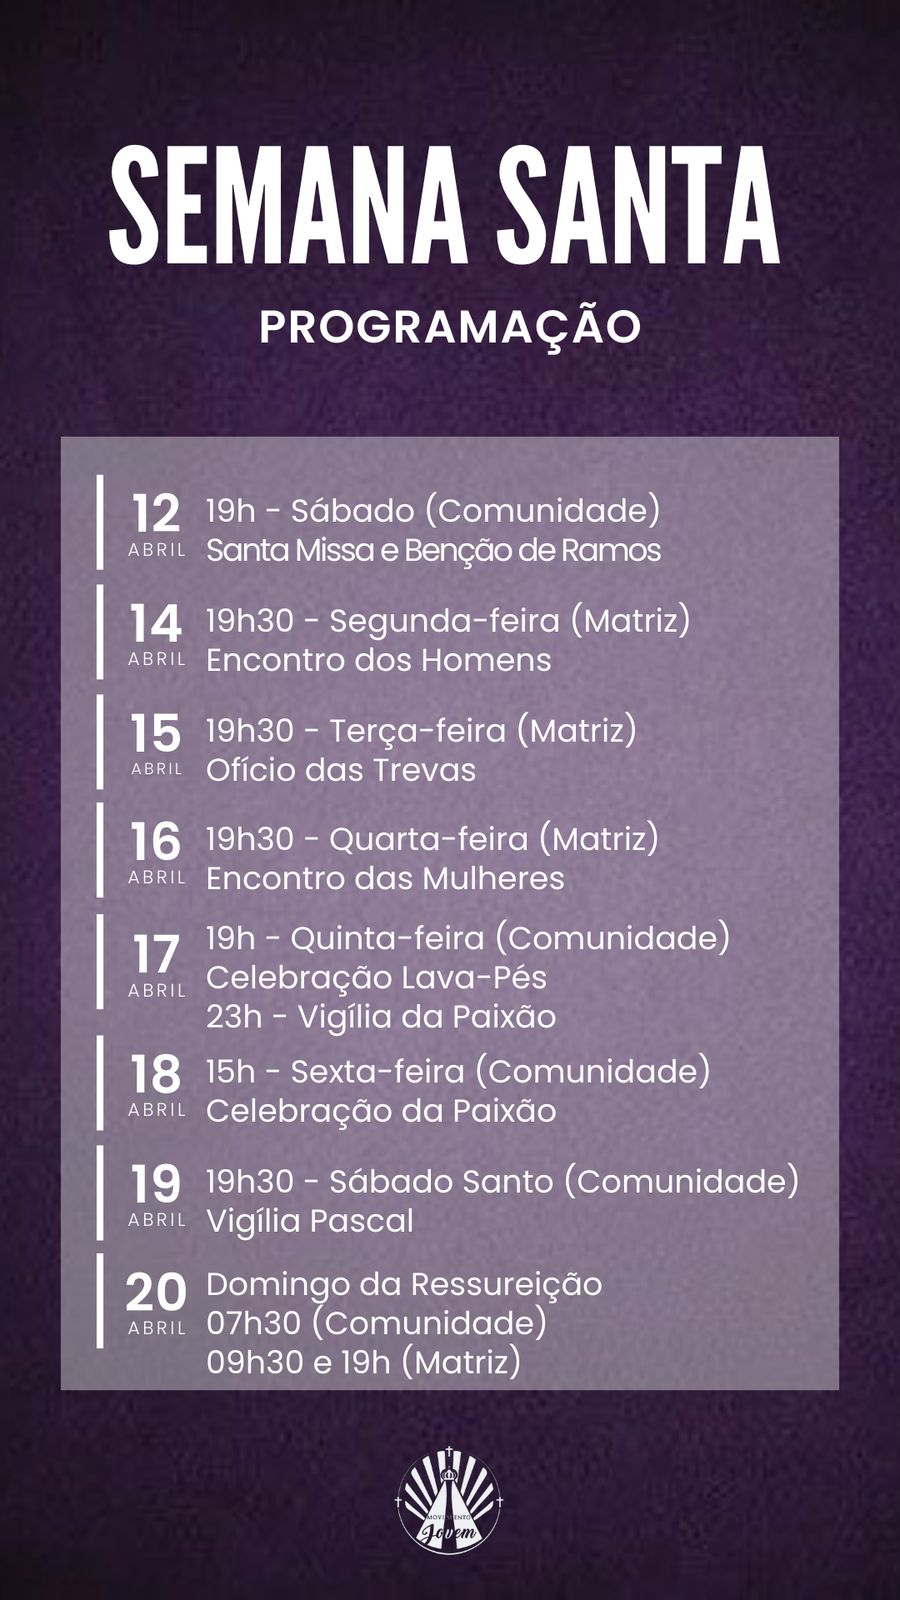 SEMANA SANTA
PROGRAMAÇÃO
12
ABRIL
19h - Sábado (Comunidade)
Santa Missa e Benção de Ramos
14
ABRIL
19h30 - Segunda-feira (Matriz)
Encontro dos Homens
15
ABRIL
19h30 - Terça-feira (Matriz)
Ofício das Trevas
16
ABRIL
19h30 - Quarta-feira (Matriz)
Encontro das Mulheres
17
ABRIL
19h - Quinta-feira (Comunidade)
Celebração Lava-Pés
23h - Vigília da Paixão
18
ABRIL
15h - Sexta-feira (Comunidade)
Celebração da Paixão
19
ABRIL
19h30 - Sábado Santo (Comunidade)
Vigília Pascal
20
ABRIL
Domingo da Ressureição
07h30 (Comunidade)
09h30 e 19h (Matriz)
MOVIMENTO
Jovem